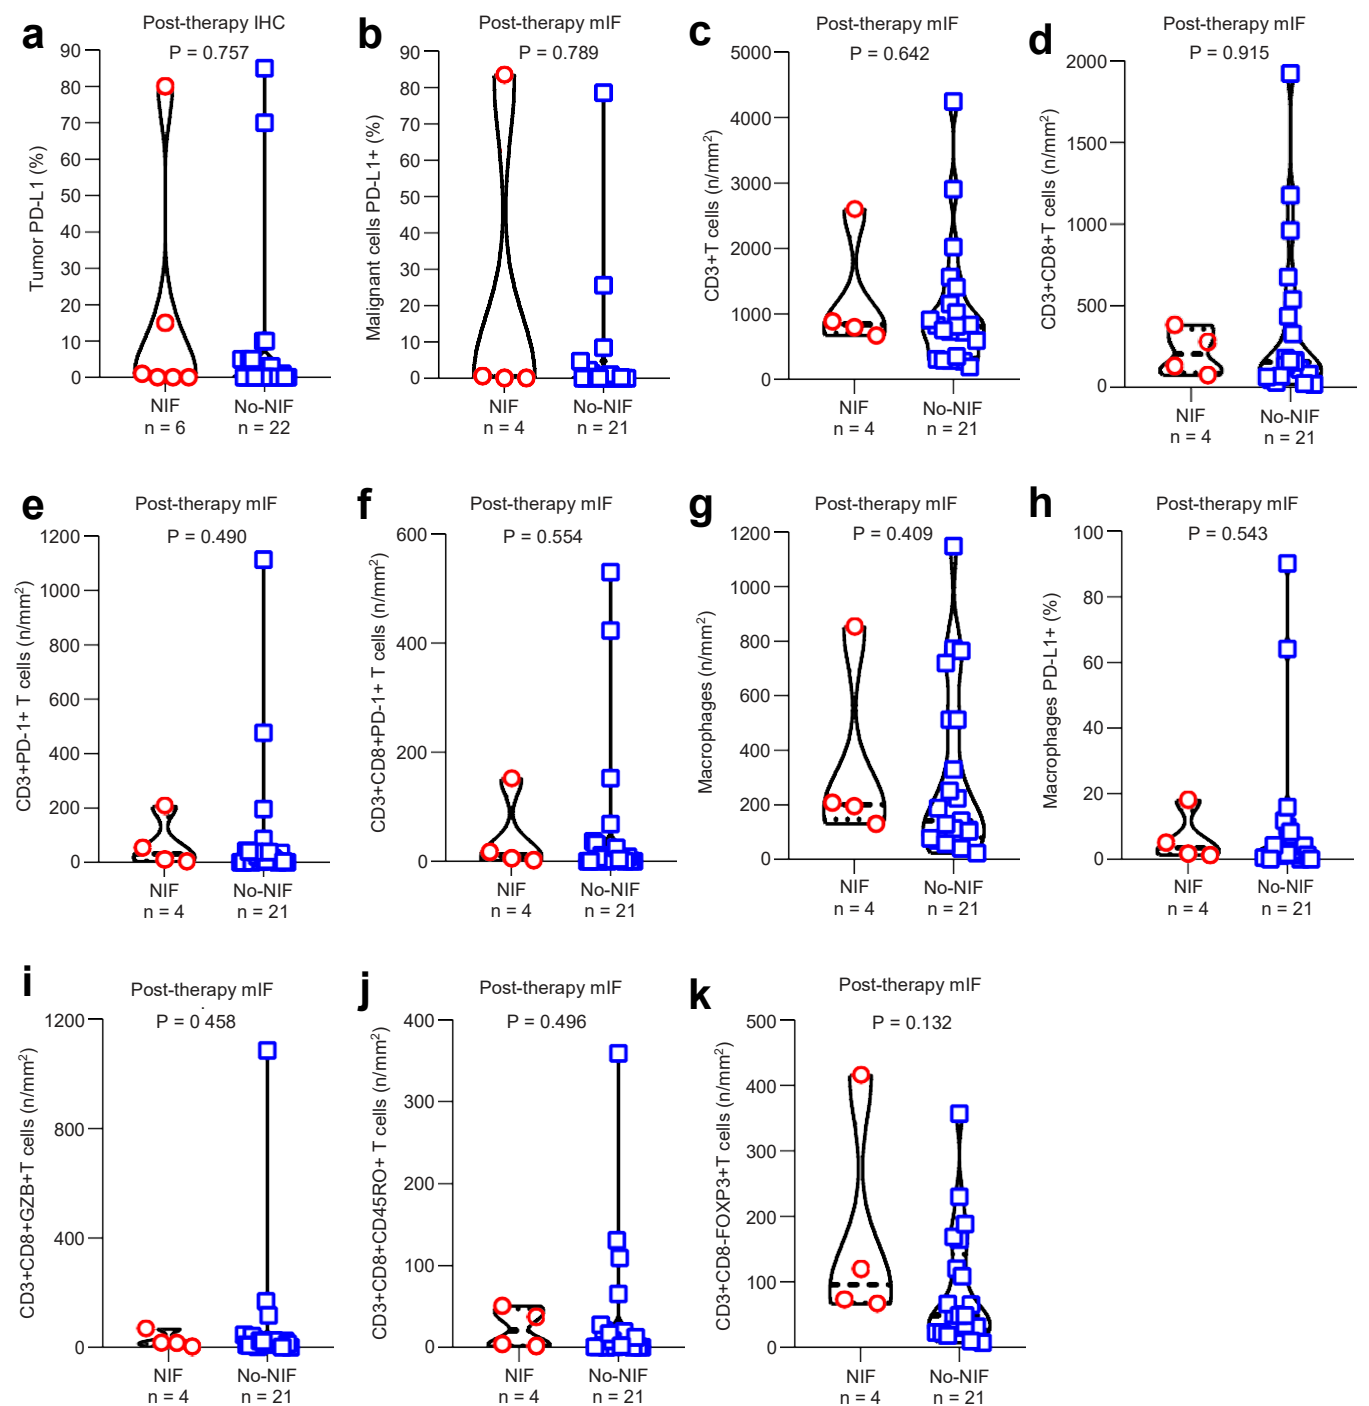 a
Post-therapy IHC
P = 0.757
Tumor PD-L1 (%)
90
80
70
60
50
40
30
20
10
0
NIF
n = 6
No-NIF
n = 22
b
Post-therapy mIF
P = 0.789
Malignant cells PD-L1+ (%)
90
80
70
60
50
40
30
20
10
0
NIF
n = 4
No-NIF
n = 21
c
Post-therapy mIF
P = 0.642
CD3+T cells (n/mm²)
5000
4000
3000
2000
1000
0
NIF
n = 4
No-NIF
n = 21
d
Post-therapy mIF
P = 0.915
CD3+CD8+T cells (n/mm²)
2000
1500
1000
500
0
NIF
n = 4
No-NIF
n = 21
e
Post-therapy mIF
P = 0.490
CD3+PD-1+ T cells (n/mm²)
1200
1000
800
600
400
200
0
NIF
n = 4
No-NIF
n = 21
f
Post-therapy mIF
P = 0.554
CD3+CD8+PD-1+ T cells (n/mm²)
600
400
200
0
NIF
n = 4
No-NIF
n = 21
g
Post-therapy mIF
P = 0.409
Macrophages (n/mm²)
1200
1000
800
600
400
200
0
NIF
n = 4
No-NIF
n = 21
h
Post-therapy mIF
P = 0.543
Macrophages PD-L1+ (%)
100
80
60
40
20
0
NIF
n = 4
No-NIF
n = 21
i
Post-therapy mIF
P = 0 458
CD3+CD8+GZB+T cells (n/mm²)
1200
800
400
0
NIF
n = 4
No-NIF
n = 21
j
Post-therapy mIF
P = 0.496
CD3+CD8+CD45RO+ T cells (n/mm²)
400
300
200
100
0
NIF
n = 4
No-NIF
n = 21
k
Post-therapy mIF
P = 0.132
CD3+CD8-FOXP3+T cells (n/mm²)
500
400
300
200
100
0
NIF
n = 4
No-NIF
n = 21